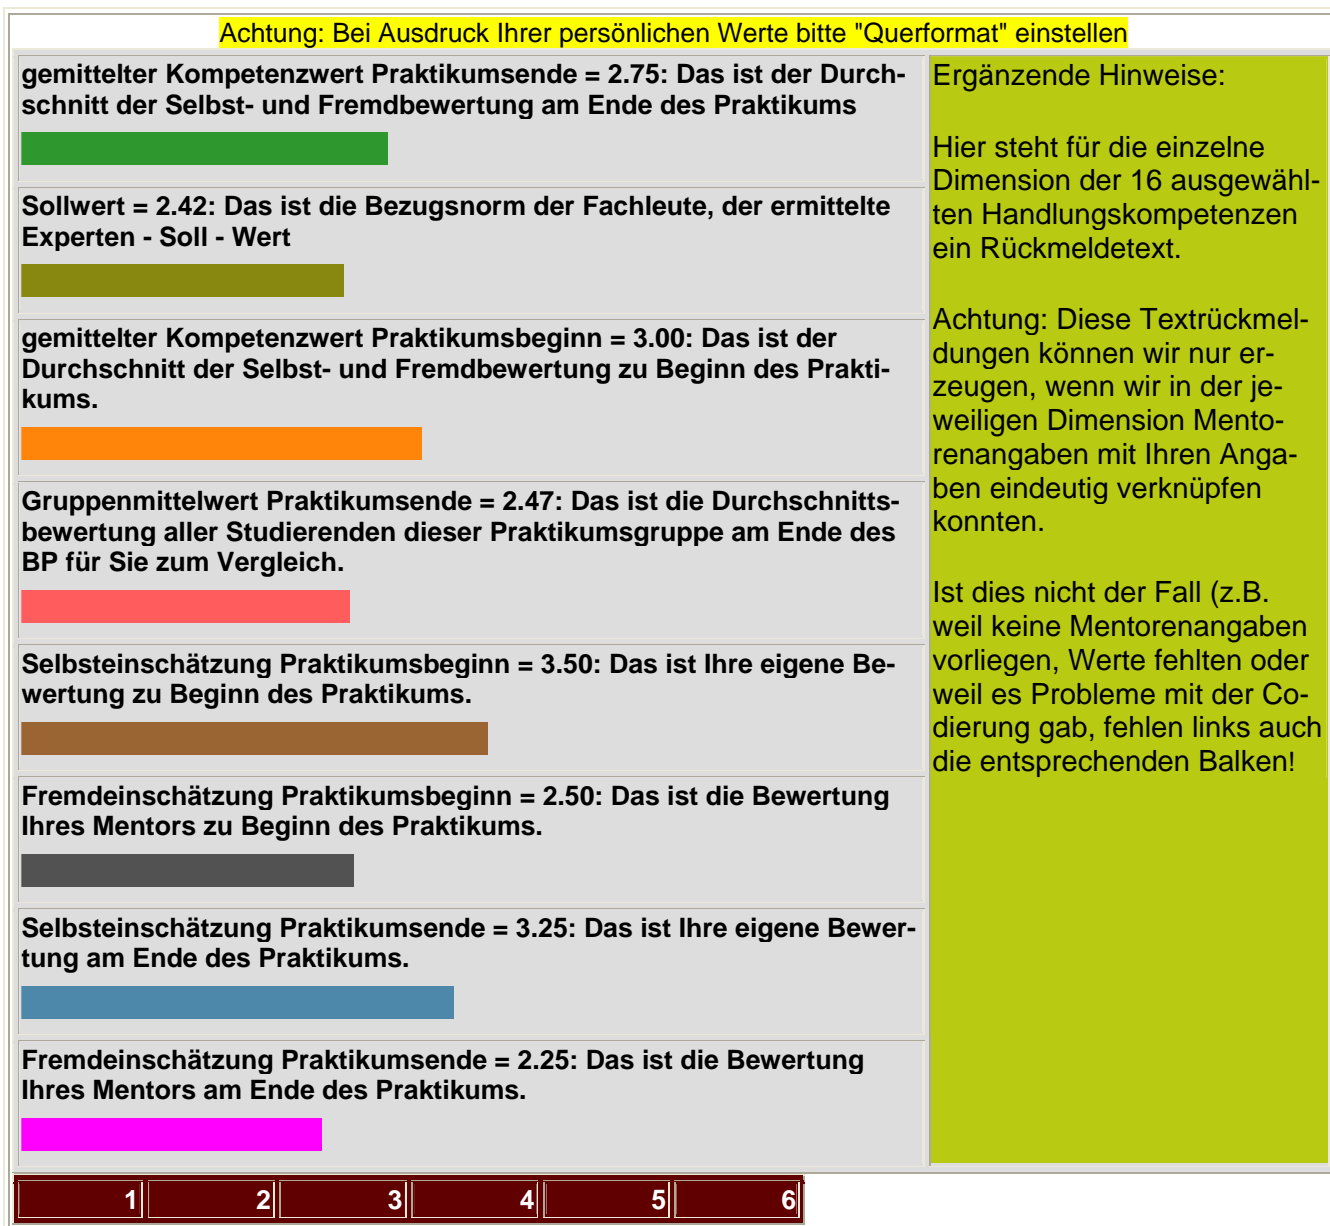 Achtung: Bei Ausdruck Ihrer persönlichen Werte bitte "Querformat" einstellen
gemittelter Kompetenzwert Praktikumsende = 2.75: Das ist der Durch-
schnitt der Selbst- und Fremdbewertung am Ende des Praktikums
Sollwert = 2.42: Das ist die Bezugsnorm der Fachleute, der ermittelte
Experten - Soll - Wert
gemittelter Kompetenzwert Praktikumsbeginn = 3.00: Das ist der
Durchschnitt der Selbst- und Fremdbewertung zu Beginn des Prakti-
kums.
Gruppenmittelwert Praktikumsende = 2.47: Das ist die Durchschnitts-
bewertung aller Studierenden dieser Praktikumsgruppe am Ende des
BP für Sie zum Vergleich.
Selbsteinschätzung Praktikumsbeginn = 3.50: Das ist Ihre eigene Be-
wertung zu Beginn des Praktikums.
Fremdeinschätzung Praktikumsbeginn = 2.50: Das ist die Bewertung
Ihres Mentors zu Beginn des Praktikums.
Selbsteinschätzung Praktikumsende = 3.25: Das ist Ihre eigene Bewer-
tung am Ende des Praktikums.
Fremdeinschätzung Praktikumsende = 2.25: Das ist die Bewertung
Ihres Mentors am Ende des Praktikums.
1 2 3 4 5 6
Ergänzende Hinweise:
Hier steht für die einzelne
Dimension der 16 ausgewähl-
ten Handlungskompetenzen
ein Rückmeldetext.
Achtung: Diese Textrückmel-
dungen können wir nur er-
zeugen, wenn wir in der je-
weiligen Dimension Mento-
renangaben mit Ihren Anga-
ben eindeutig verknüpfen
konnten.
Ist dies nicht der Fall (z.B.
weil keine Mentorenangaben
vorliegen, Werte fehlten oder
weil es Probleme mit der Co-
dierung gab, fehlen links auch
die entsprechenden Balken!